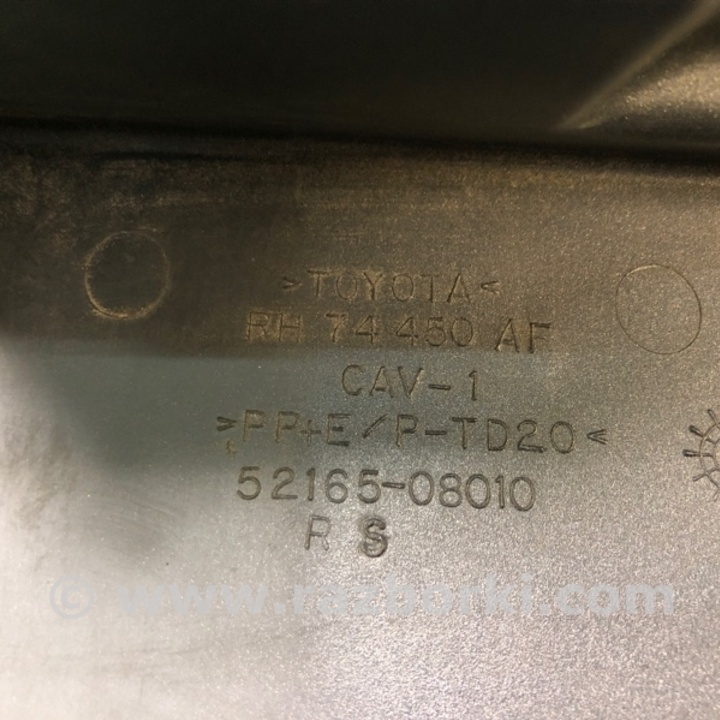 >TOYOTA<
RH 74 450 AF
CAV-1
>PP+E/P-TD20<
52165-08010
R S
© www.razborki.com